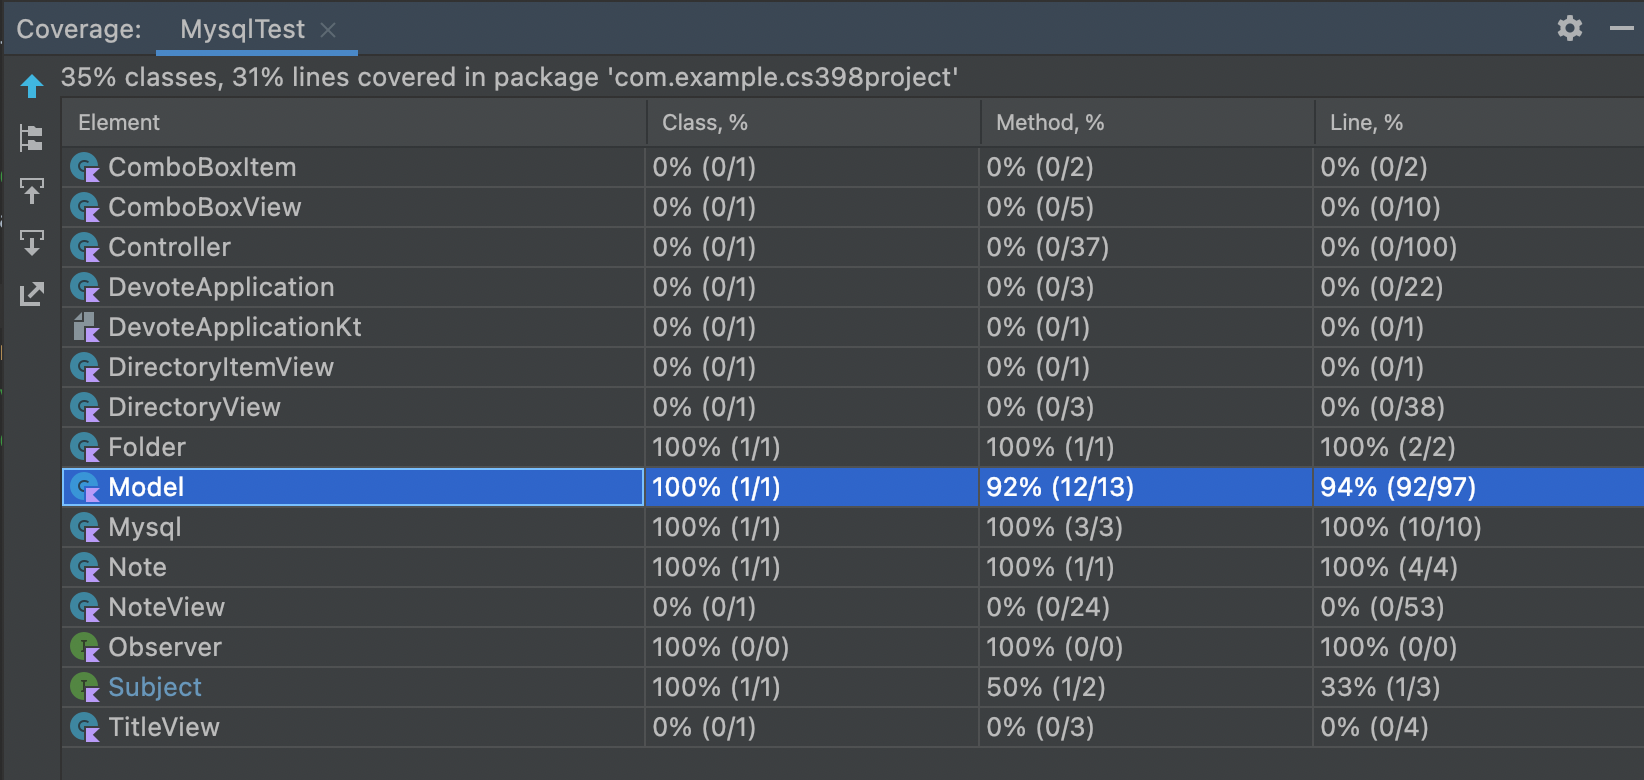 Coverage: MysqlTest
35% classes, 31% lines covered in package 'com.example.cs398project'
Element Class, % Method, % Line, %
ComboBoxItem 0% (0/1) 0% (0/2) 0% (0/2)
ComboBoxView 0% (0/1) 0% (0/5) 0% (0/10)
Controller 0% (0/1) 0% (0/37) 0% (0/100)
DevoteApplication 0% (0/1) 0% (0/3) 0% (0/22)
DevoteApplicationKt 0% (0/1) 0% (0/1) 0% (0/1)
DirectoryItemView 0% (0/1) 0% (0/1) 0% (0/1)
DirectoryView 0% (0/1) 0% (0/3) 0% (0/38)
Folder 100% (1/1) 100% (1/1) 100% (2/2)
Model 100% (1/1) 92% (12/13) 94% (92/97)
Mysql 100% (1/1) 100% (3/3) 100% (10/10)
Note 100% (1/1) 100% (1/1) 100% (4/4)
NoteView 0% (0/1) 0% (0/24) 0% (0/53)
Observer 100% (0/0) 100% (0/0) 100% (0/0)
Subject 100% (1/1) 50% (1/2) 33% (1/3)
TitleView 0% (0/1) 0% (0/3) 0% (0/4)